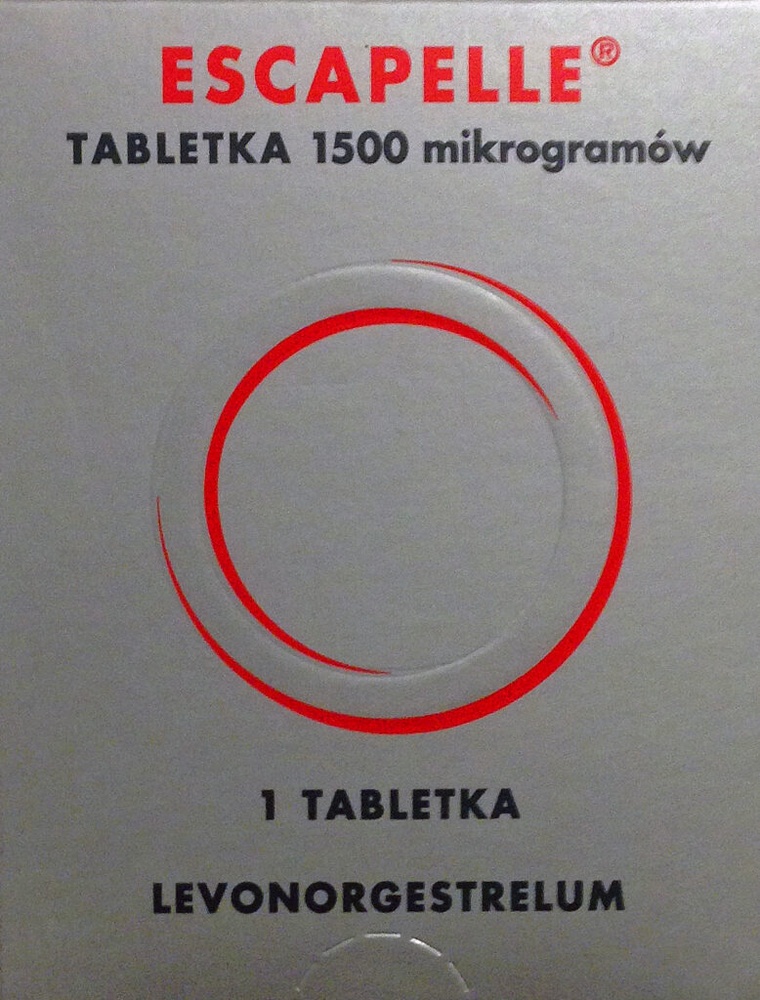 ESCAPELLE®
TABLETKA 1500 mikrogramów
1 TABLETKA
LEVONORGESTRELUM